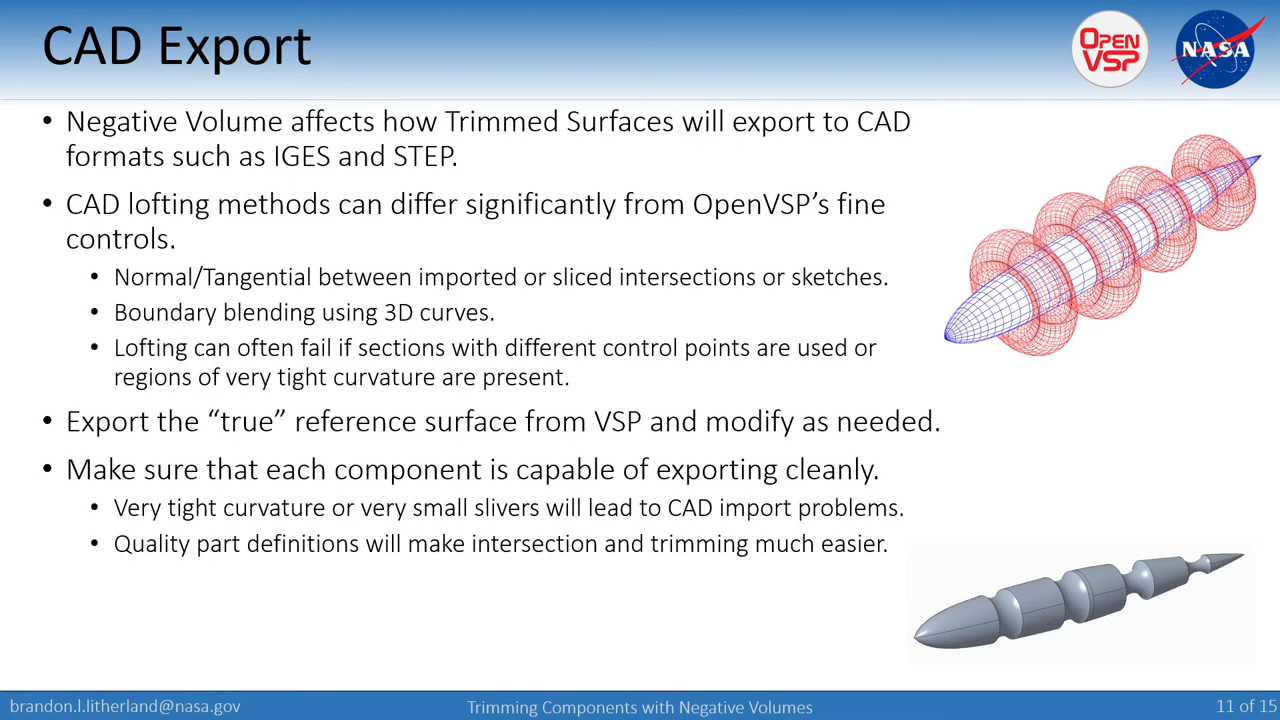 CAD Export
OPEN
VSP
NASA
• Negative Volume affects how Trimmed Surfaces will export to CAD
formats such as IGES and STEP.
• CAD lofting methods can differ significantly from OpenVSP’s fine
controls.
• Normal/Tangential between imported or sliced intersections or sketches.
• Boundary blending using 3D curves.
• Lofting can often fail if sections with different control points are used or
regions of very tight curvature are present.
• Export the “true” reference surface from VSP and modify as needed.
• Make sure that each component is capable of exporting cleanly.
• Very tight curvature or very small slivers will lead to CAD import problems.
• Quality part definitions will make intersection and trimming much easier.
brandon.l.litherland@nasa.gov
Trimming Components with Negative Volumes
11 of 15